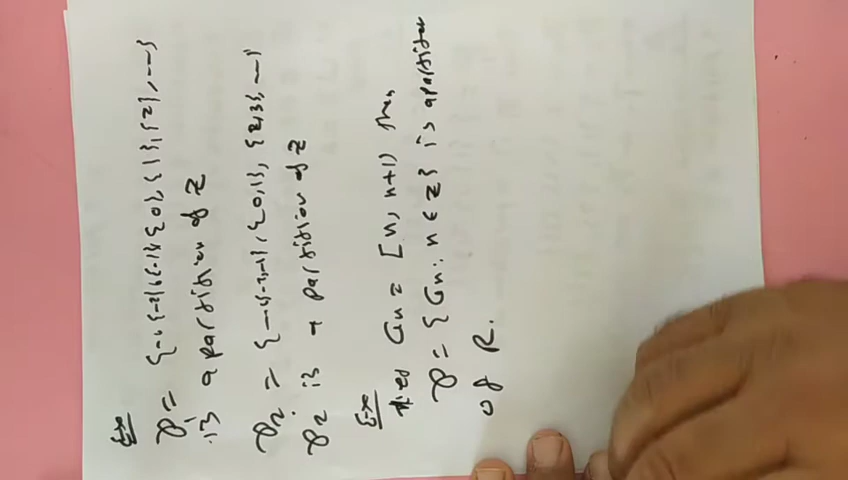 Ex
𝒫₁ = {---, {-2}, {-1}, {0}, {1}, {2}, ---}
is a partition of Z
𝒫₂ = {---, {-2,-1}, {0,1}, {2,3}, ---}
𝒫₂ is a partition of Z
Ex
Gn = [n, n+1) then
𝒫 = {Gn: n ∈ Z} is a partition
of R.